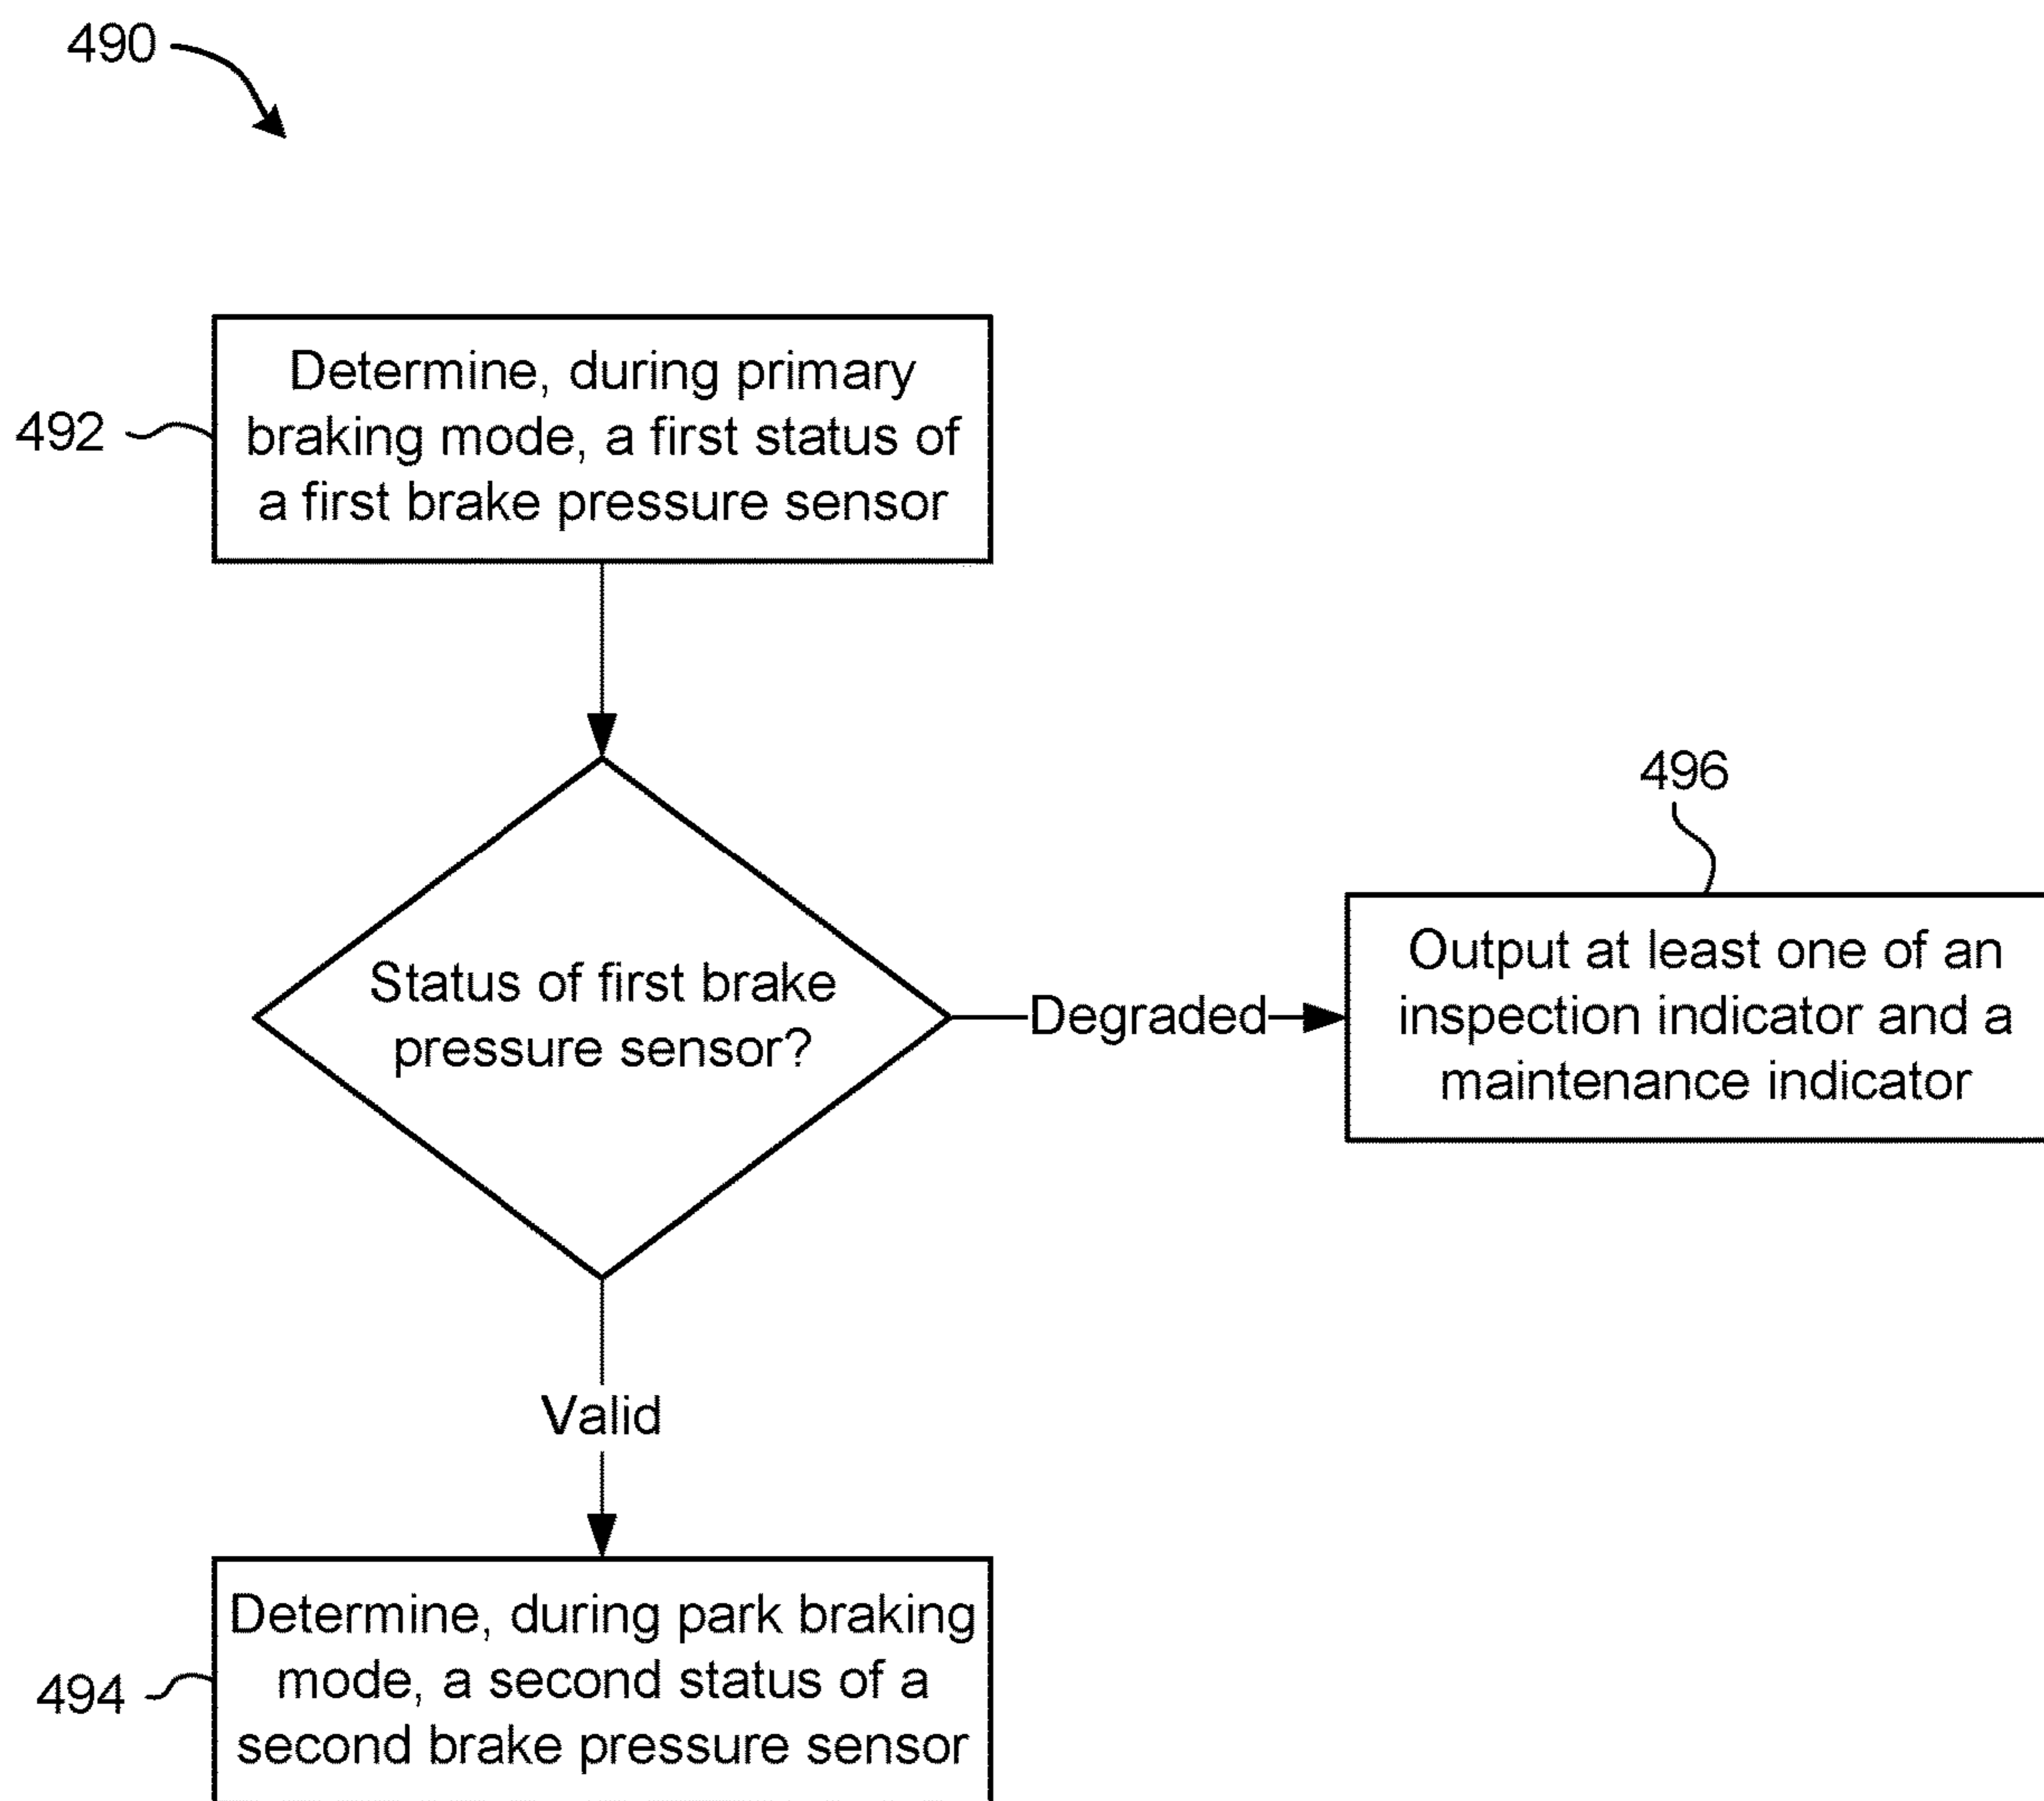 490
492
Determine, during primary
braking mode, a first status of
a first brake pressure sensor
Status of first brake
pressure sensor?
Degraded
496
Output at least one of an
inspection indicator and a
maintenance indicator
Valid
494
Determine, during park braking
mode, a second status of a
second brake pressure sensor